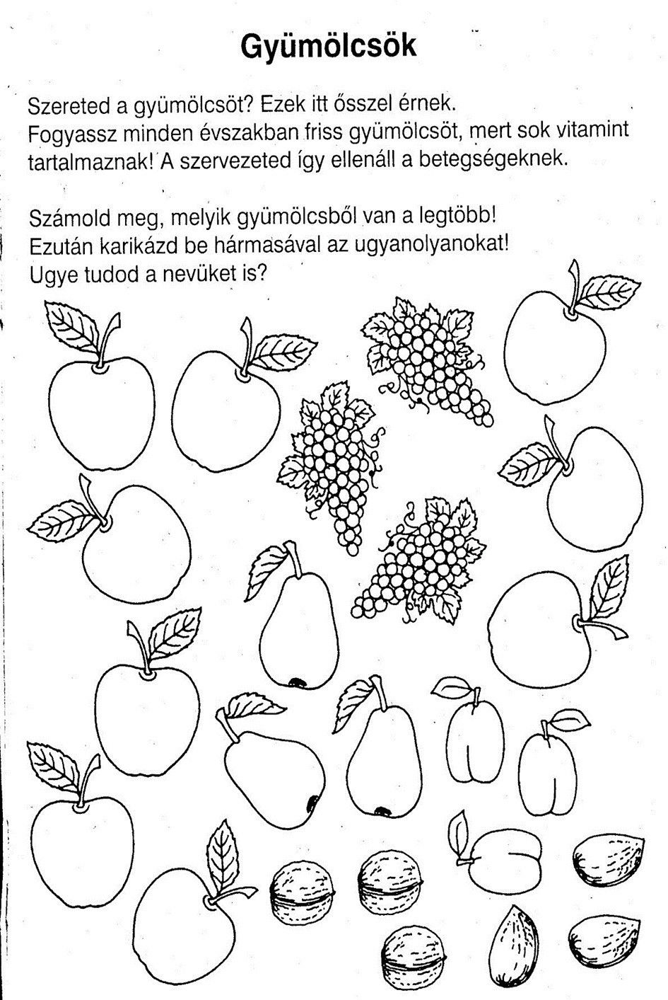 Gyümölcsök
Szereted a gyümölcsöt? Ezek itt ősszel érnek.
Fogyassz minden évszakban friss gyümölcsöt, mert sok vitamint
tartalmaznak! A szervezeted így ellenáll a betegségeknek.
Számold meg, melyik gyümölcsből van a legtöbb!
Ezután karikázd be hármasával az ugyanolyanokat!
Ugye tudod a nevüket is?